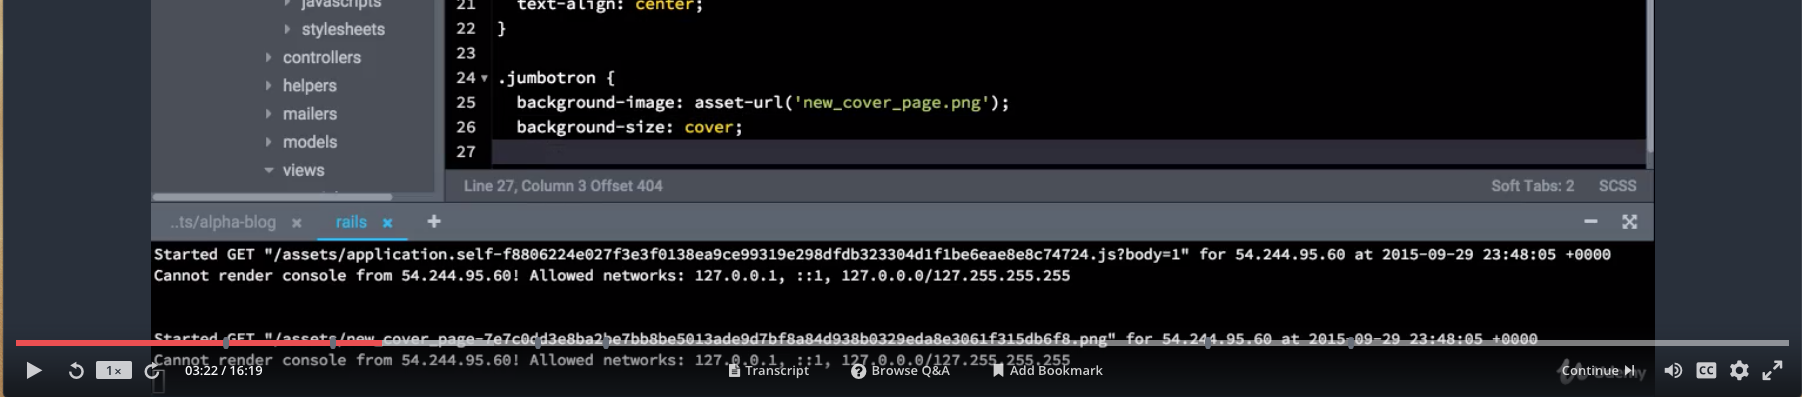 javascripts
stylesheets
controllers
helpers
mailers
models
views
21 text-align: center;
22 }
23
24 .jumbotron {
25 background-image: asset-url('new_cover_page.png');
26 background-size: cover;
27
Line 27, Column 3 Offset 404 Soft Tabs: 2 SCSS
..ts/alpha-blog × rails × +
Started GET "/assets/application.self-f8806224e027f3e3f0138ea9ce99319e298dfdb323304d1f1be6eae8e8c74724.js?body=1" for 54.244.95.60 at 2015-09-29 23:48:05 +0000
Cannot render console from 54.244.95.60! Allowed networks: 127.0.0.1, ::1, 127.0.0.0/127.255.255.255
Started GET "/assets/new_cover_page-7e7c0dd3e8ba2be7bb8be5013ade9d7bf8a84d938b0329eda8e3061f315db6f8.png" for 54.244.95.60 at 2015-09-29 23:48:05 +0000
Cannot render console from 54.244.95.60! Allowed networks: 127.0.0.1, ::1, 127.0.0.0/127.255.255.255
1× 03:22 / 16:19 Transcript Browse Q&A Add Bookmark Continue CC
Udemy